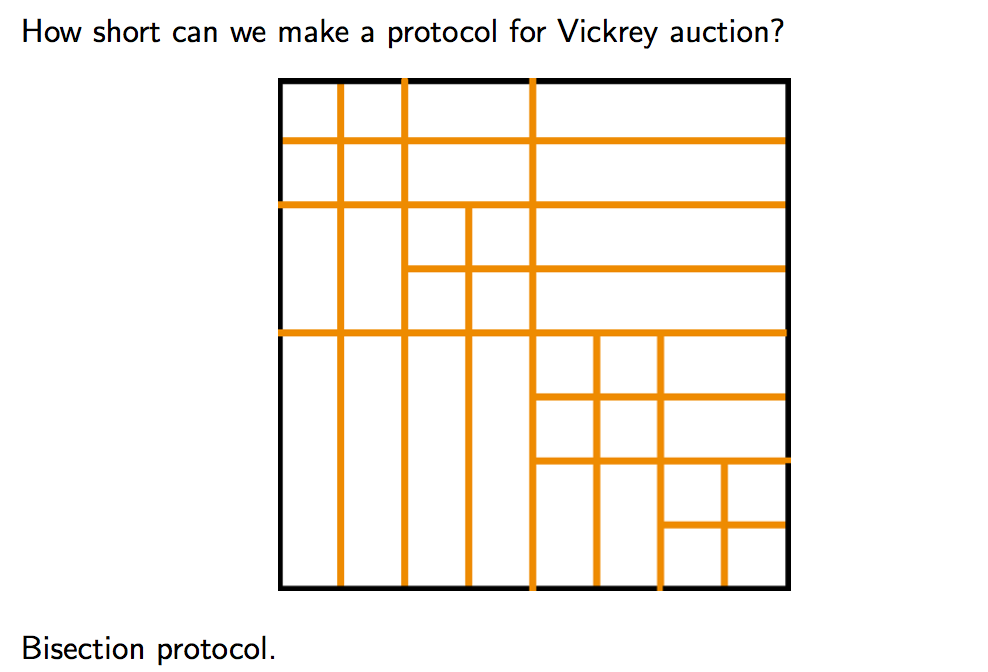 How short can we make a protocol for Vickrey auction?
Bisection protocol.